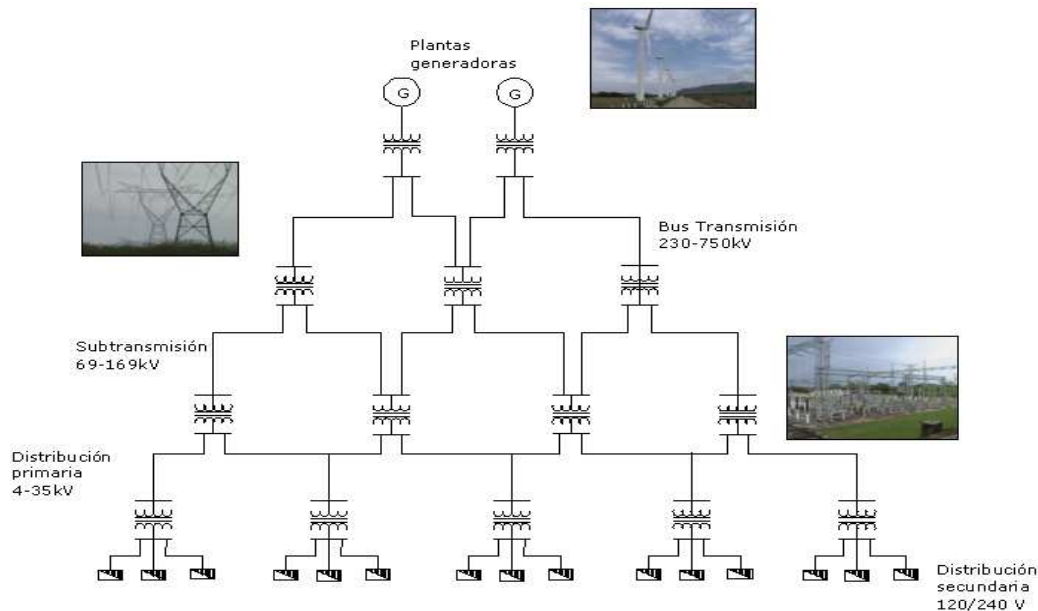 Plantas
generadoras
G
G
Bus Transmisión
230-750kV
Subtransmisión
69-169kV
Distribución
primaria
4-35kV
Distribución
secundaria
120/240 V